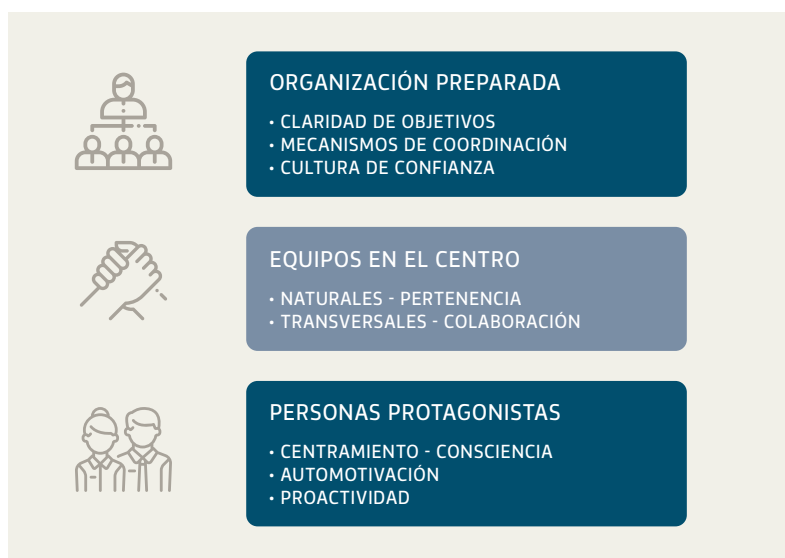 ORGANIZACIÓN PREPARADA
• CLARIDAD DE OBJETIVOS
• MECANISMOS DE COORDINACIÓN
• CULTURA DE CONFIANZA
EQUIPOS EN EL CENTRO
• NATURALES - PERTENENCIA
• TRANSVERSALES - COLABORACIÓN
PERSONAS PROTAGONISTAS
• CENTRAMIENTO - CONSCIENCIA
• AUTOMOTIVACIÓN
• PROACTIVIDAD